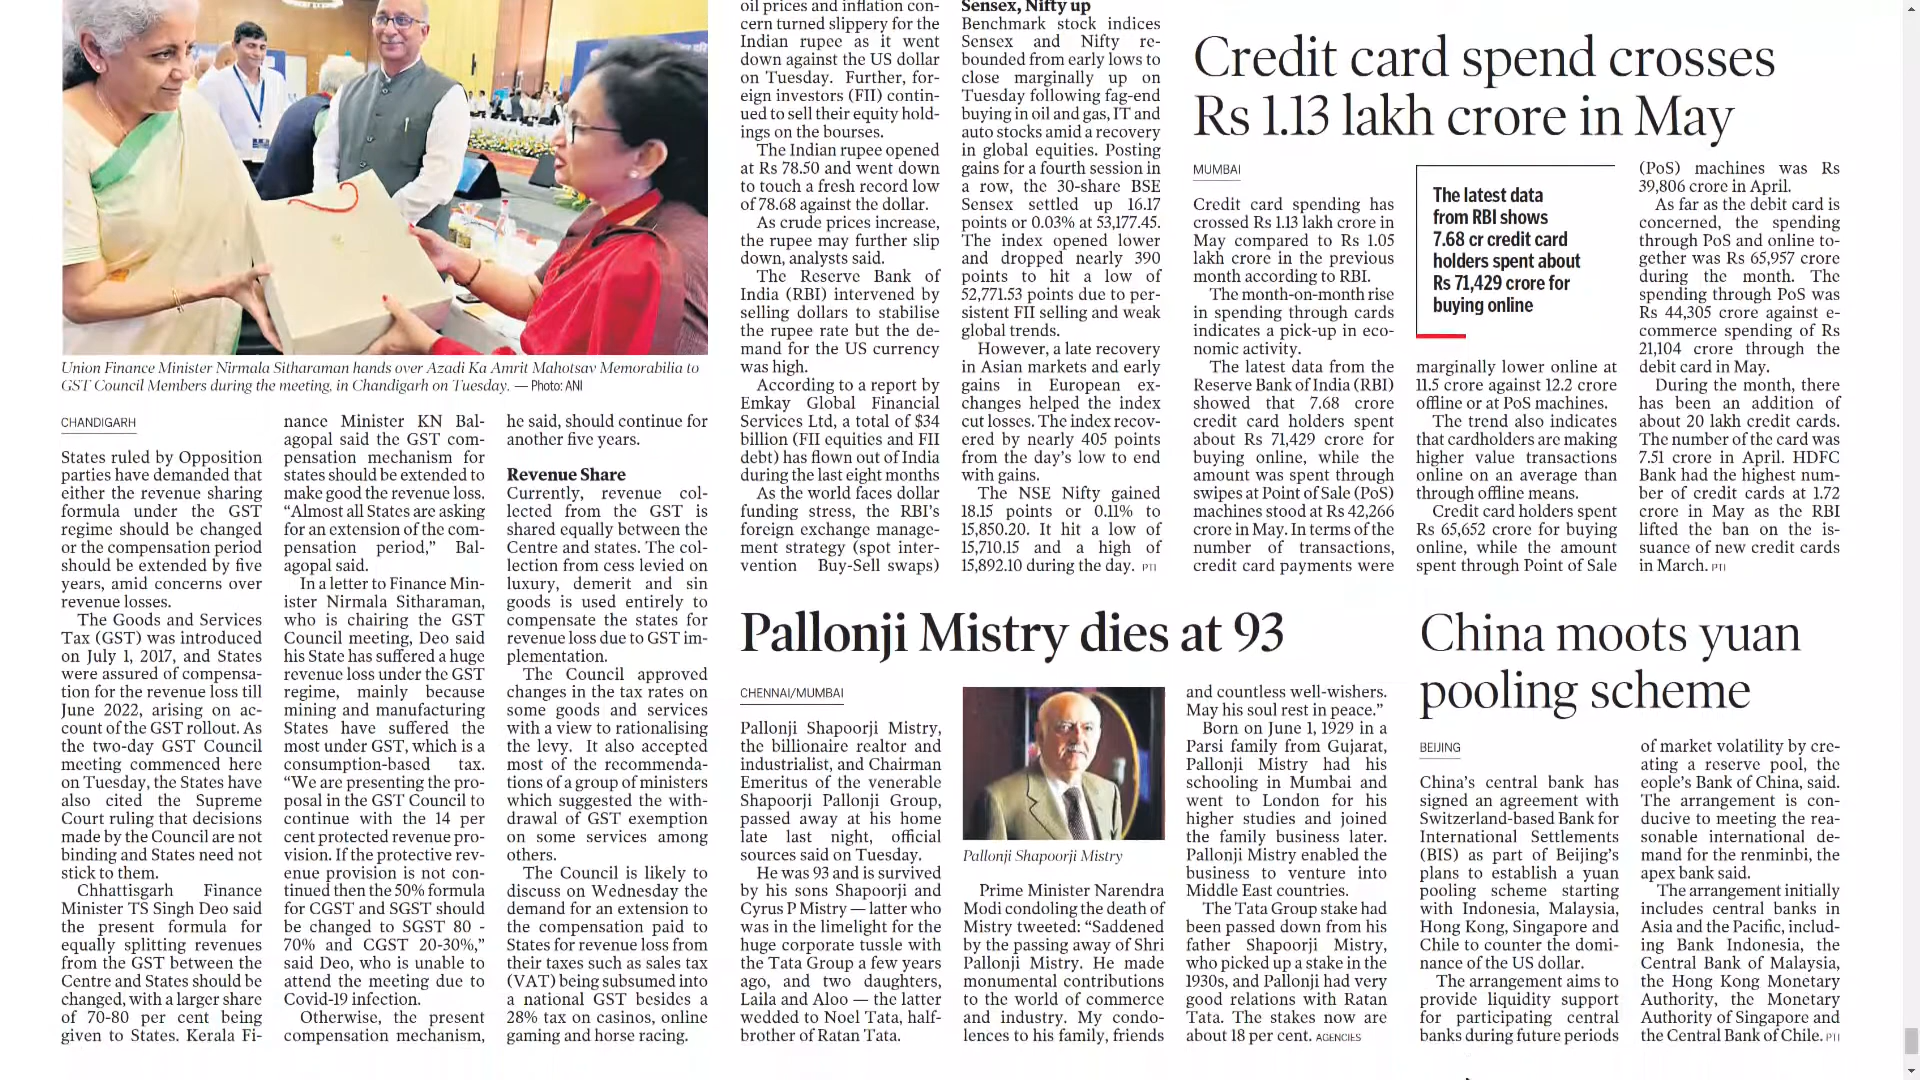 Union Finance Minister Nirmala Sitharaman hands over Azadi Ka Amrit Mahotsav Memorabilia to
GST Council Members during the meeting, in Chandigarh on Tuesday. — Photo: ANI
CHANDIGARH
States ruled by Opposition
parties have demanded that
either the revenue sharing
formula under the GST
regime should be changed
or the compensation period
should be extended by five
years, amid concerns over
revenue losses.
The Goods and Services
Tax (GST) was introduced
on July 1, 2017, and States
were assured of compensa-
tion for the revenue loss till
June 2022, arising on ac-
count of the GST rollout. As
the two-day GST Council
meeting commenced here
on Tuesday, the States have
also cited the Supreme
Court ruling that decisions
made by the Council are not
binding and States need not
stick to them.
Chhattisgarh Finance
Minister TS Singh Deo said
the present formula for
equally splitting revenues
from the GST between the
Centre and States should be
changed, with a larger share
of 70-80 per cent being
given to States. Kerala Fi-
nance Minister KN Bal-
agopal said the GST com-
pensation mechanism for
states should be extended to
make good the revenue loss.
“Almost all States are asking
for an extension of the com-
pensation period,” Bal-
agopal said.
In a letter to Finance Min-
ister Nirmala Sitharaman,
who is chairing the GST
Council meeting, Deo said
his State has suffered a huge
revenue loss under the GST
regime, mainly because
mining and manufacturing
States have suffered the
most under GST, which is a
consumption-based tax.
“We are presenting the pro-
posal in the GST Council to
continue with the 14 per
cent protected revenue pro-
vision. If the protective rev-
enue provision is not con-
tinued then the 50% formula
for CGST and SGST should
be changed to SGST 80 -
70% and CGST 20-30%,”
said Deo, who is unable to
attend the meeting due to
Covid-19 infection.
Otherwise, the present
compensation mechanism,
he said, should continue for
another five years.
Revenue Share
Currently, revenue col-
lected from the GST is
shared equally between the
Centre and states. The col-
lection from cess levied on
luxury, demerit and sin
goods is used entirely to
compensate the states for
revenue loss due to GST im-
plementation.
The Council approved
changes in the tax rates on
some goods and services
with a view to rationalising
the levy. It also accepted
most of the recommenda-
tions of a group of ministers
which suggested the with-
drawal of GST exemption
on some services among
others.
The Council is likely to
discuss on Wednesday the
demand for an extension to
the compensation paid to
States for revenue loss from
their taxes such as sales tax
(VAT) being subsumed into
a national GST besides a
28% tax on casinos, online
gaming and horse racing.
oil prices and inflation con-
cern turned slippery for the
Indian rupee as it went
down against the US dollar
on Tuesday. Further, for-
eign investors (FII) contin-
ued to sell their equity hold-
ings on the bourses.
The Indian rupee opened
at Rs 78.50 and went down
to touch a fresh record low
of 78.68 against the dollar.
As crude prices increase,
the rupee may further slip
down, analysts said.
The Reserve Bank of
India (RBI) intervened by
selling dollars to stabilise
the rupee rate but the de-
mand for the US currency
was high.
According to a report by
Emkay Global Financial
Services Ltd, a total of $34
billion (FII equities and FII
debt) has flown out of India
during the last eight months
As the world faces dollar
funding stress, the RBI’s
foreign exchange manage-
ment strategy (spot inter-
vention Buy-Sell swaps)
Sensex, Nifty up
Benchmark stock indices
Sensex and Nifty re-
bounded from early lows to
close marginally up on
Tuesday following fag-end
buying in oil and gas, IT and
auto stocks amid a recovery
in global equities. Posting
gains for a fourth session in
a row, the 30-share BSE
Sensex settled up 16.17
points or 0.03% at 53,177.45.
The index opened lower
and dropped nearly 390
points to hit a low of
52,771.53 points due to per-
sistent FII selling and weak
global trends.
However, a late recovery
in Asian markets and early
gains in European ex-
changes helped the index
cut losses. The index recov-
ered by nearly 405 points
from the day’s low to end
with gains.
The NSE Nifty gained
18.15 points or 0.11% to
15,850.20. It hit a low of
15,710.15 and a high of
15,892.10 during the day. PTI
Credit card spend crosses
Rs 1.13 lakh crore in May
MUMBAI
Credit card spending has
crossed Rs 1.13 lakh crore in
May compared to Rs 1.05
lakh crore in the previous
month according to RBI.
The month-on-month rise
in spending through cards
indicates a pick-up in eco-
nomic activity.
The latest data from the
Reserve Bank of India (RBI)
showed that 7.68 crore
credit card holders spent
about Rs 71,429 crore for
buying online, while the
amount was spent through
swipes at Point of Sale (PoS)
machines stood at Rs 42,266
crore in May. In terms of the
number of transactions,
credit card payments were
The latest data
from RBI shows
7.68 cr credit card
holders spent about
Rs 71,429 crore for
buying online
marginally lower online at
11.5 crore against 12.2 crore
offline or at PoS machines.
The trend also indicates
that cardholders are making
higher value transactions
online on an average than
through offline means.
Credit card holders spent
Rs 65,652 crore for buying
online, while the amount
spent through Point of Sale
(PoS) machines was Rs
39,806 crore in April.
As far as the debit card is
concerned, the spending
through PoS and online to-
gether was Rs 65,957 crore
during the month. The
spending through PoS was
Rs 44,305 crore against e-
commerce spending of Rs
21,104 crore through the
debit card in May.
During the month, there
has been an addition of
about 20 lakh credit cards.
The number of the card was
7.51 crore in April. HDFC
Bank had the highest num-
ber of credit cards at 1.72
crore in May as the RBI
lifted the ban on the is-
suance of new credit cards
in March. PTI
Pallonji Mistry dies at 93
CHENNAI/MUMBAI
Pallonji Shapoorji Mistry,
the billionaire realtor and
industrialist, and Chairman
Emeritus of the venerable
Shapoorji Pallonji Group,
passed away at his home
late last night, official
sources said on Tuesday.
He was 93 and is survived
by his sons Shapoorji and
Cyrus P Mistry — latter who
was in the limelight for the
huge corporate tussle with
the Tata Group a few years
ago, and two daughters,
Laila and Aloo — the latter
wedded to Noel Tata, half-
brother of Ratan Tata.
Pallonji Shapoorji Mistry
Prime Minister Narendra
Modi condoling the death of
Mistry tweeted: “Saddened
by the passing away of Shri
Pallonji Mistry. He made
monumental contributions
to the world of commerce
and industry. My condo-
lences to his family, friends
and countless well-wishers.
May his soul rest in peace.”
Born on June 1, 1929 in a
Parsi family from Gujarat,
Pallonji Mistry had his
schooling in Mumbai and
went to London for his
higher studies and joined
the family business later.
Pallonji Mistry enabled the
business to venture into
Middle East countries.
The Tata Group stake had
been passed down from his
father Shapoorji Mistry,
who picked up a stake in the
1930s, and Pallonji had very
good relations with Ratan
Tata. The stakes now are
about 18 per cent. AGENCIES
China moots yuan
pooling scheme
BEIJING
China’s central bank has
signed an agreement with
Switzerland-based Bank for
International Settlements
(BIS) as part of Beijing’s
plans to establish a yuan
pooling scheme starting
with Indonesia, Malaysia,
Hong Kong, Singapore and
Chile to counter the domi-
nance of the US dollar.
The arrangement aims to
provide liquidity support
for participating central
banks during future periods
of market volatility by cre-
ating a reserve pool, the
eople’s Bank of China, said.
The arrangement is con-
ducive to meeting the rea-
sonable international de-
mand for the renminbi, the
apex bank said.
The arrangement initially
includes central banks in
Asia and the Pacific, includ-
ing Bank Indonesia, the
Central Bank of Malaysia,
the Hong Kong Monetary
Authority, the Monetary
Authority of Singapore and
the Central Bank of Chile. PTI